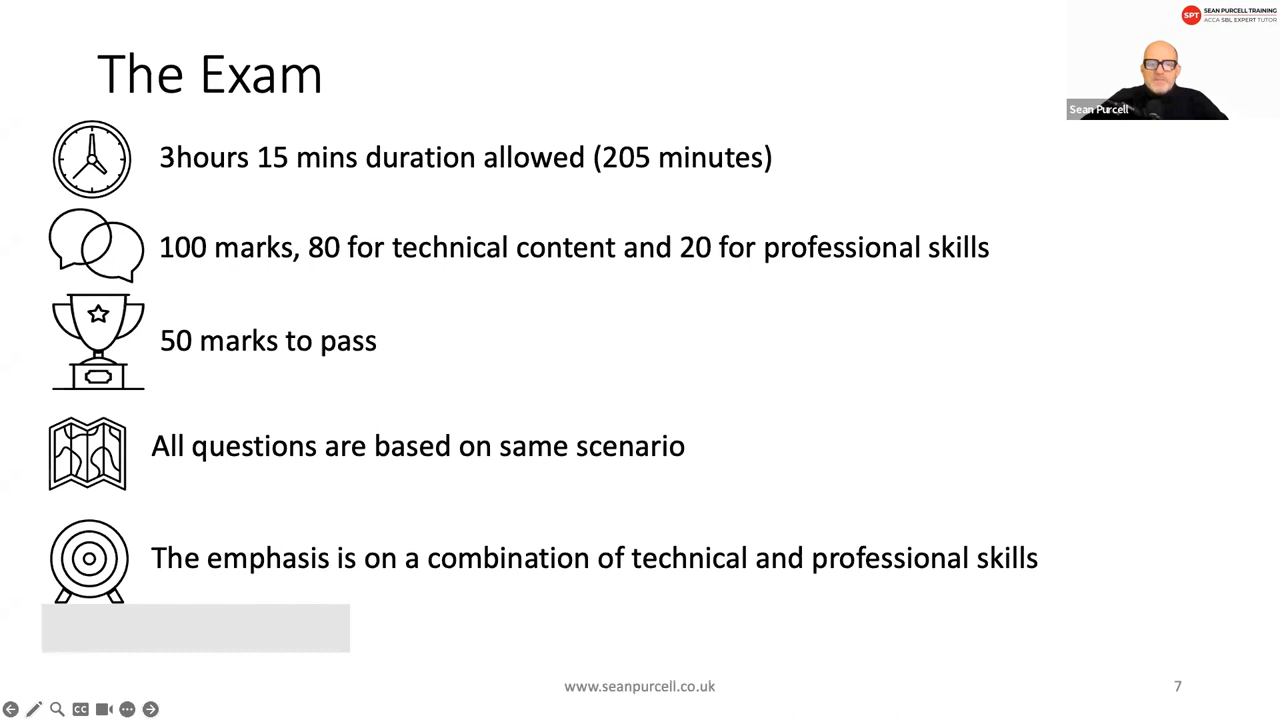 SPT
SEAN PURCELL TRAINING
ACCA SBL EXPERT TUTOR
The Exam
Sean Purcell
3hours 15 mins duration allowed (205 minutes)
100 marks, 80 for technical content and 20 for professional skills
50 marks to pass
All questions are based on same scenario
The emphasis is on a combination of technical and professional skills
www.seanpurcell.co.uk
7
CC